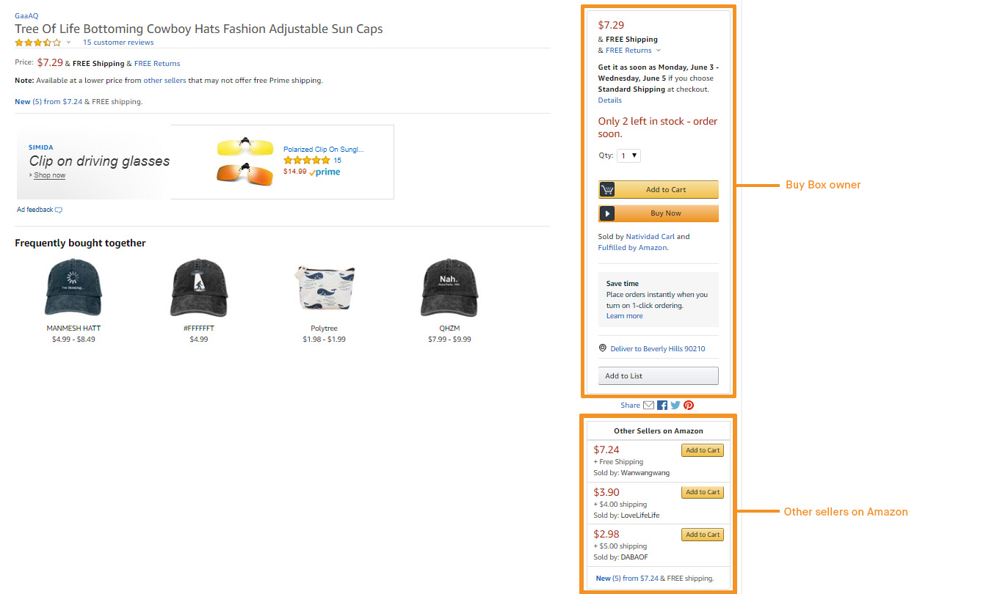 GaaAQ
Tree Of Life Bottoming Cowboy Hats Fashion Adjustable Sun Caps
15 customer reviews
Price: $7.29 & FREE Shipping & FREE Returns
Note: Available at a lower price from other sellers that may not offer free Prime shipping.
New (5) from $7.24 & FREE shipping.
SIMIDA
Clip on driving glasses
› Shop now
Polarized Clip On Sungl...
15
$14.99 prime
Ad feedback
Frequently bought together
I'm thinking...
Nah.
MANMESH HATT
$4.99 - $8.49
#FFFFFFT
$4.99
Polytree
$1.98 - $1.99
QHZM
$7.99 - $9.99
$7.29
& FREE Shipping
& FREE Returns
Get it as soon as Monday, June 3 -
Wednesday, June 5 if you choose
Standard Shipping at checkout.
Details
Only 2 left in stock - order
soon.
Qty: 1
Add to Cart
Buy Now
Sold by Natividad Carl and
Fulfilled by Amazon.
Save time
Place orders instantly when you
turn on 1-click ordering.
Learn more
Deliver to Beverly Hills 90210
Add to List
Share
Buy Box owner
Other Sellers on Amazon
$7.24 Add to Cart
+ Free Shipping
Sold by: Wanwangwang
$3.90 Add to Cart
+ $4.00 shipping
Sold by: LoveLifeLife
$2.98 Add to Cart
+ $5.00 shipping
Sold by: DABAOF
New (5) from $7.24 & FREE shipping.
Other sellers on Amazon